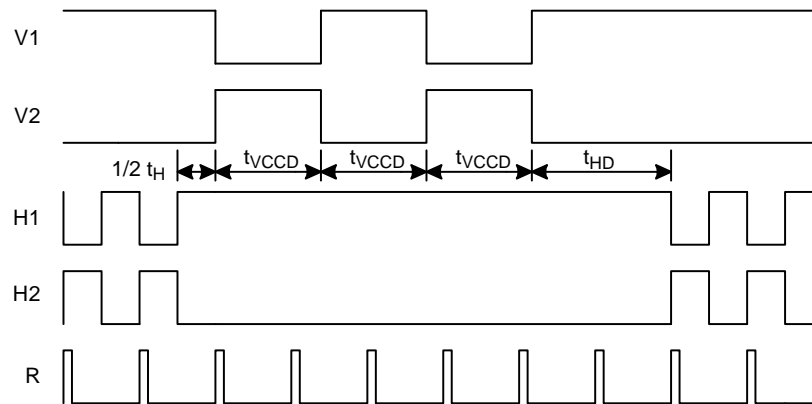 V1
V2
1/2 tH
tVCCD
tVCCD
tVCCD
tHD
H1
H2
R